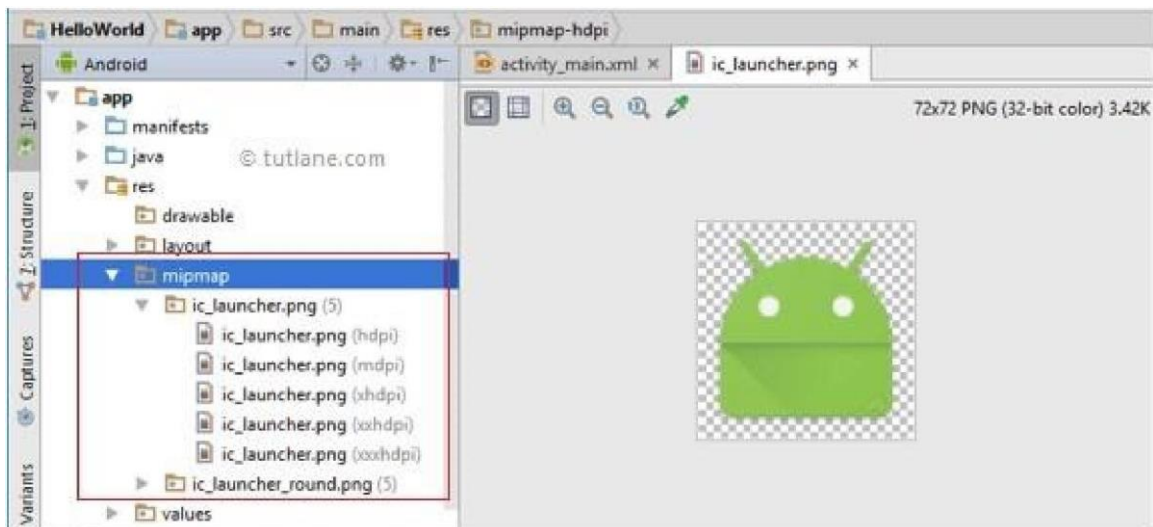 HelloWorld app src main res mipmap-hdpi
Android
activity_main.xml × ic_launcher.png ×
1: Project
2: Structure
Captures
Variants
app
manifests
java
© tutlane.com
res
drawable
layout
mipmap
ic_launcher.png (5)
ic_launcher.png (hdpi)
ic_launcher.png (mdpi)
ic_launcher.png (xhdpi)
ic_launcher.png (xxhdpi)
ic_launcher.png (xxxhdpi)
ic_launcher_round.png (5)
values
72x72 PNG (32-bit color) 3.42K